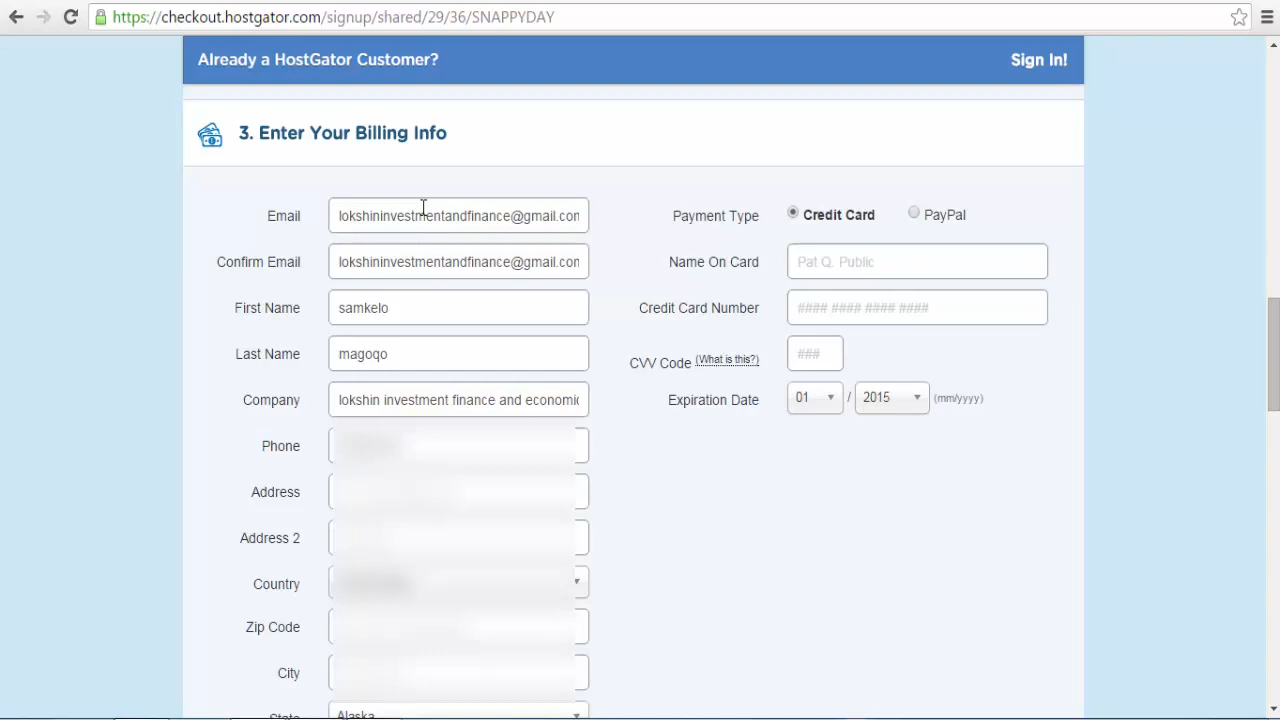 https://checkout.hostgator.com/signup/shared/29/36/SNAPPYDAY
Already a HostGator Customer? Sign In!
3. Enter Your Billing Info
Email lokshininvestmentandfinance@gmail.con Payment Type Credit Card PayPal
Confirm Email lokshininvestmentandfinance@gmail.con Name On Card Pat Q. Public
First Name samkelo Credit Card Number #### #### #### ####
Last Name magoqo CVV Code (What is this?) ###
Company lokshin investment finance and economic Expiration Date 01 / 2015 (mm/yyyy)
Phone
Address
Address 2
Country
Zip Code
City
State Alaska